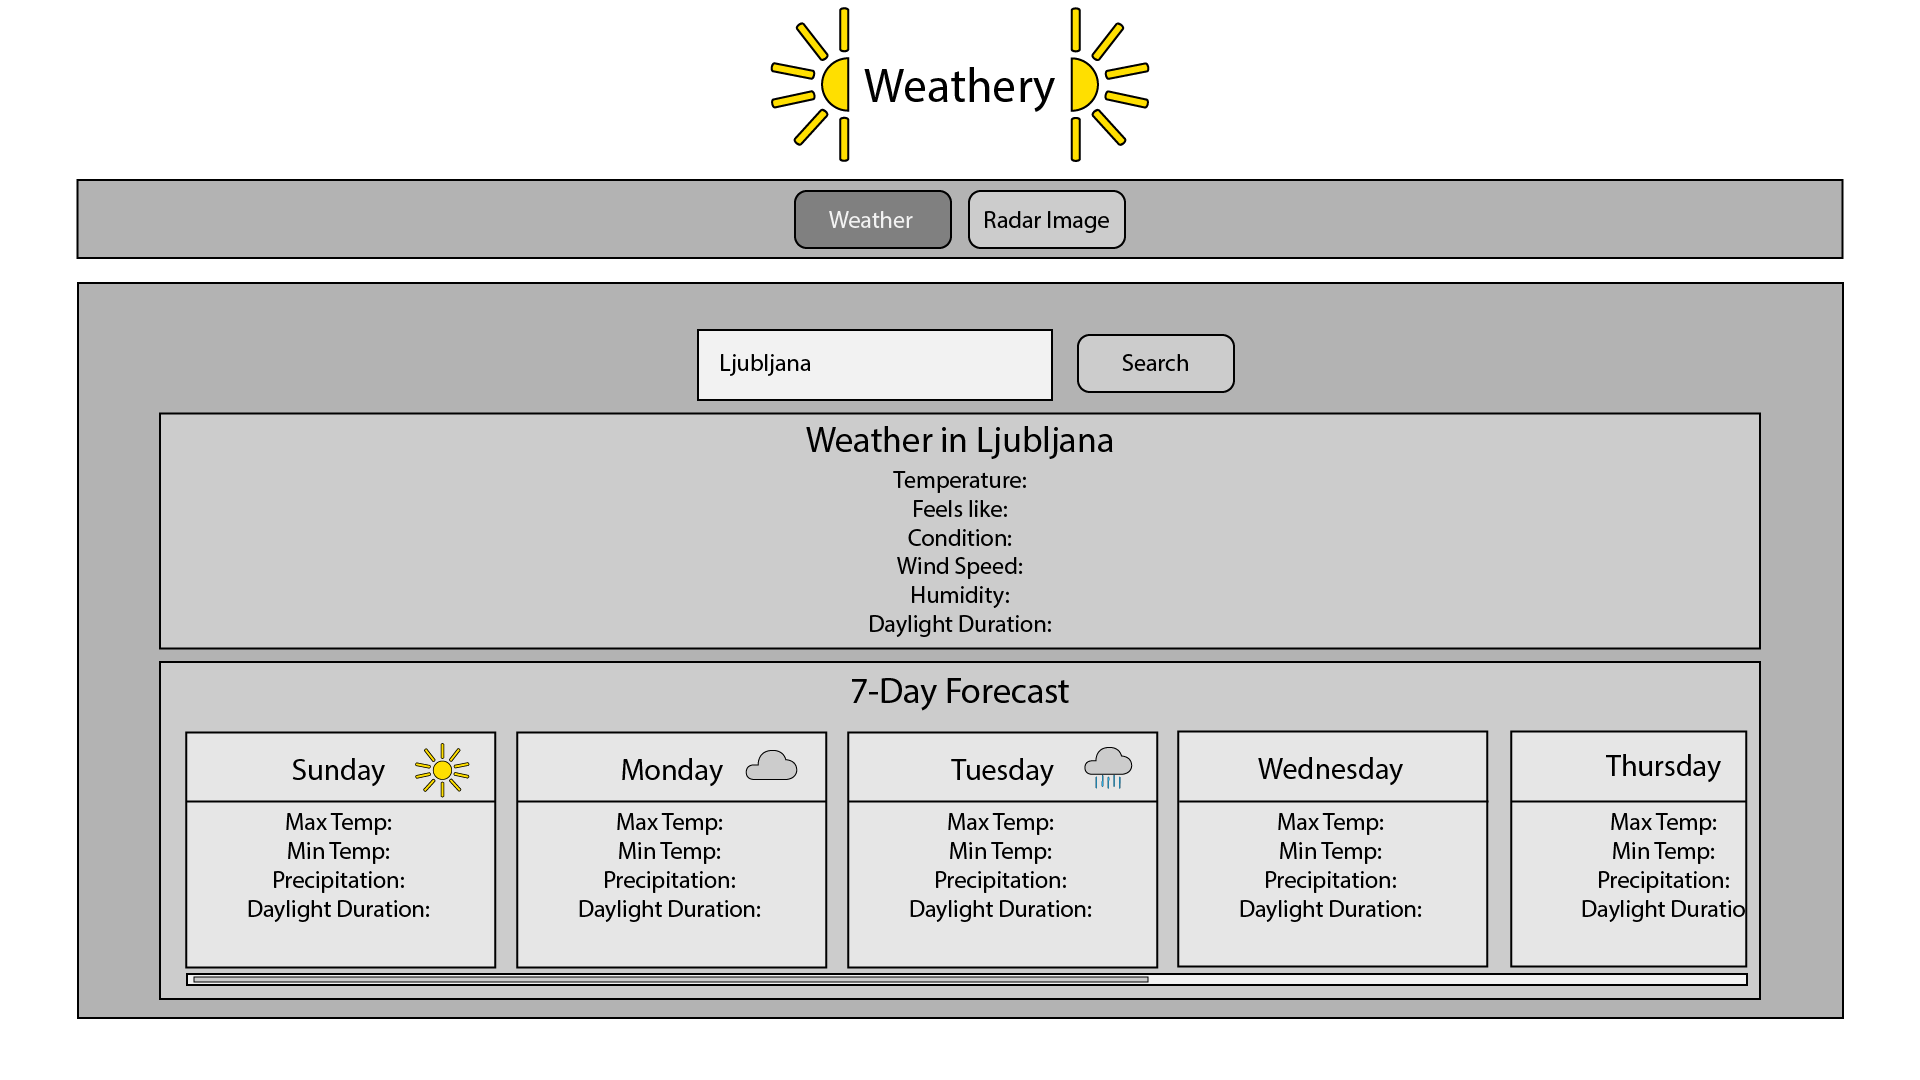 Weathery
Weather
Radar Image
Ljubljana
Search
Weather in Ljubljana
Temperature:
Feels like:
Condition:
Wind Speed:
Humidity:
Daylight Duration:
7-Day Forecast
Sunday
Max Temp:
Min Temp:
Precipitation:
Daylight Duration:
Monday
Max Temp:
Min Temp:
Precipitation:
Daylight Duration:
Tuesday
Max Temp:
Min Temp:
Precipitation:
Daylight Duration:
Wednesday
Max Temp:
Min Temp:
Precipitation:
Daylight Duration:
Thursday
Max Temp:
Min Temp:
Precipitation:
Daylight Duratio